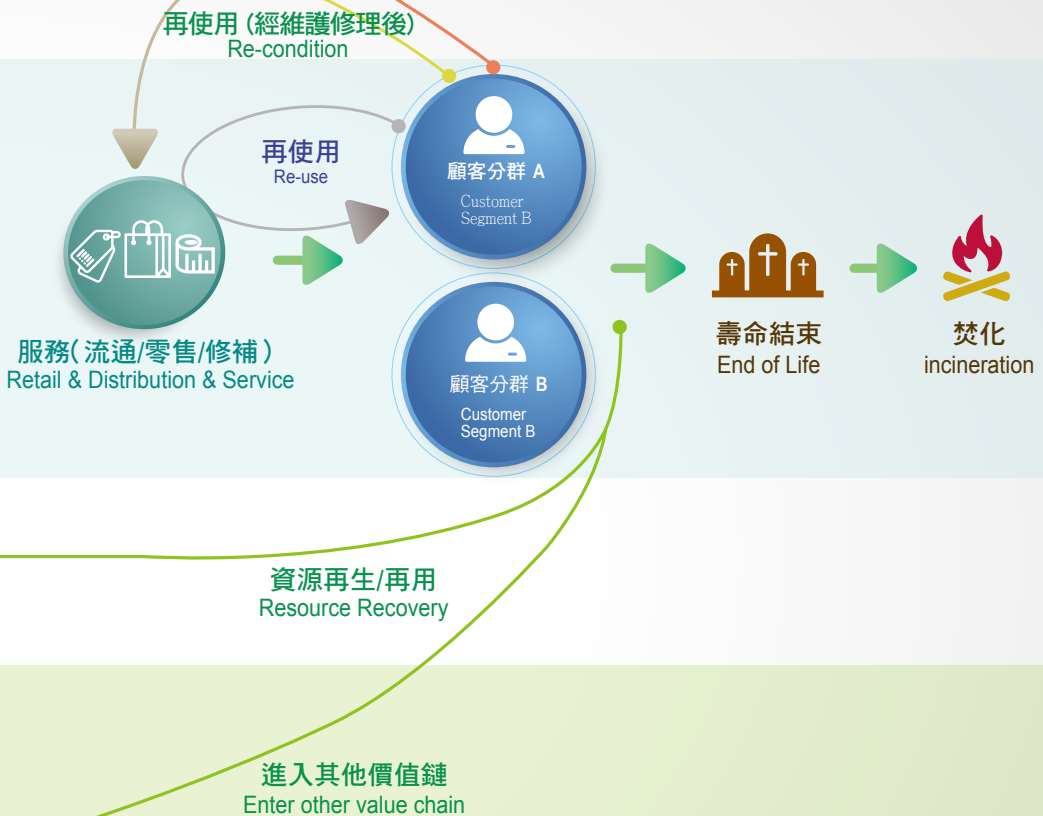 再使用 (經維護修理後)
Re-condition
再使用
Re-use
顧客分群 A
Customer
Segment B
服務( 流通/零售/修補 )
Retail & Distribution & Service
顧客分群 B
Customer
Segment B
壽命結束
End of Life
焚化
incineration
資源再生/再用
Resource Recovery
進入其他價值鏈
Enter other value chain